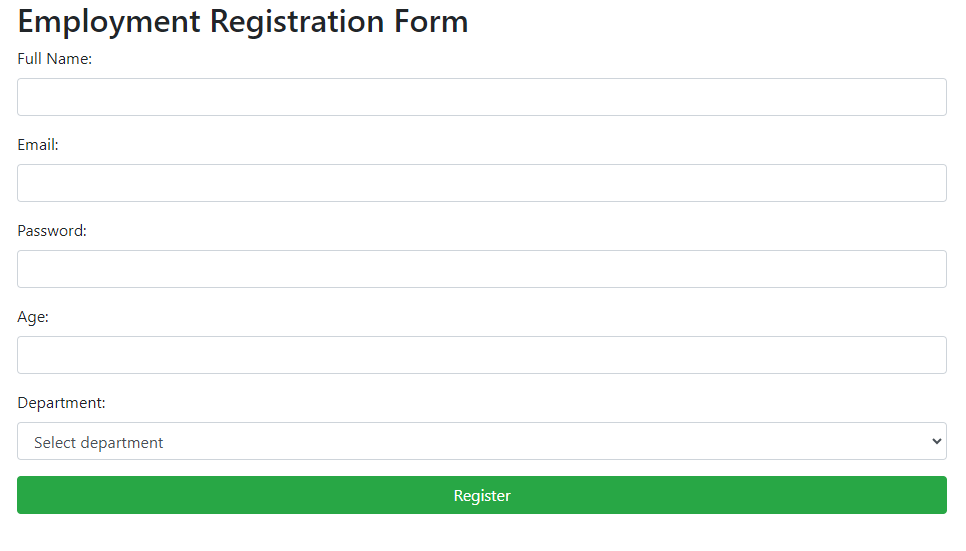 Employment Registration Form
Full Name:
Email:
Password:
Age:
Department:
Select department
Register